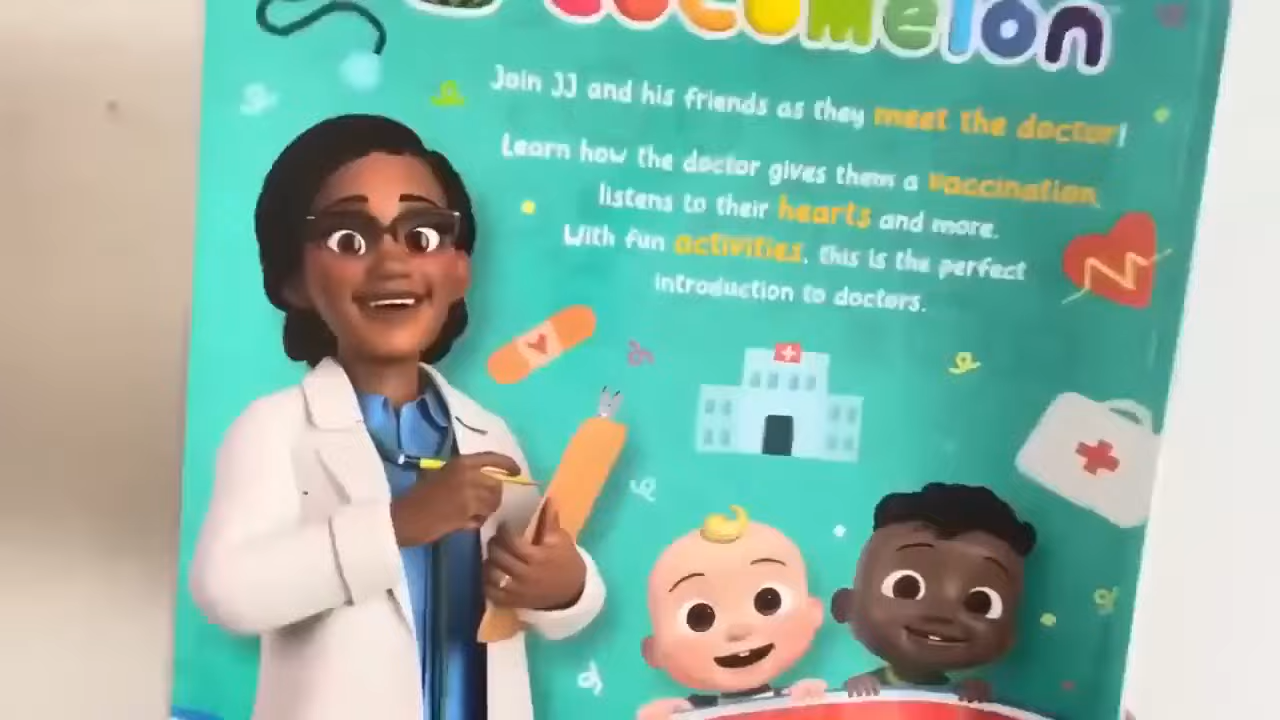 cocomelon
Join JJ and his friends as they meet the doctor!
Learn how the doctor gives them a vaccination,
listens to their hearts and more.
With fun activities, this is the perfect
introduction to doctors.